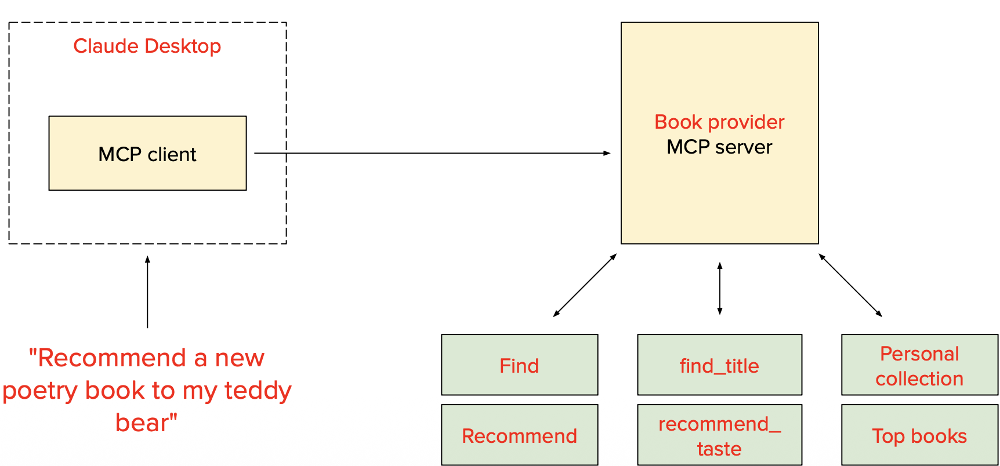 Claude Desktop
MCP client
"Recommend a new
poetry book to my teddy
bear"
Book provider
MCP server
Find
find_title
Personal
collection
Recommend
recommend_
taste
Top books